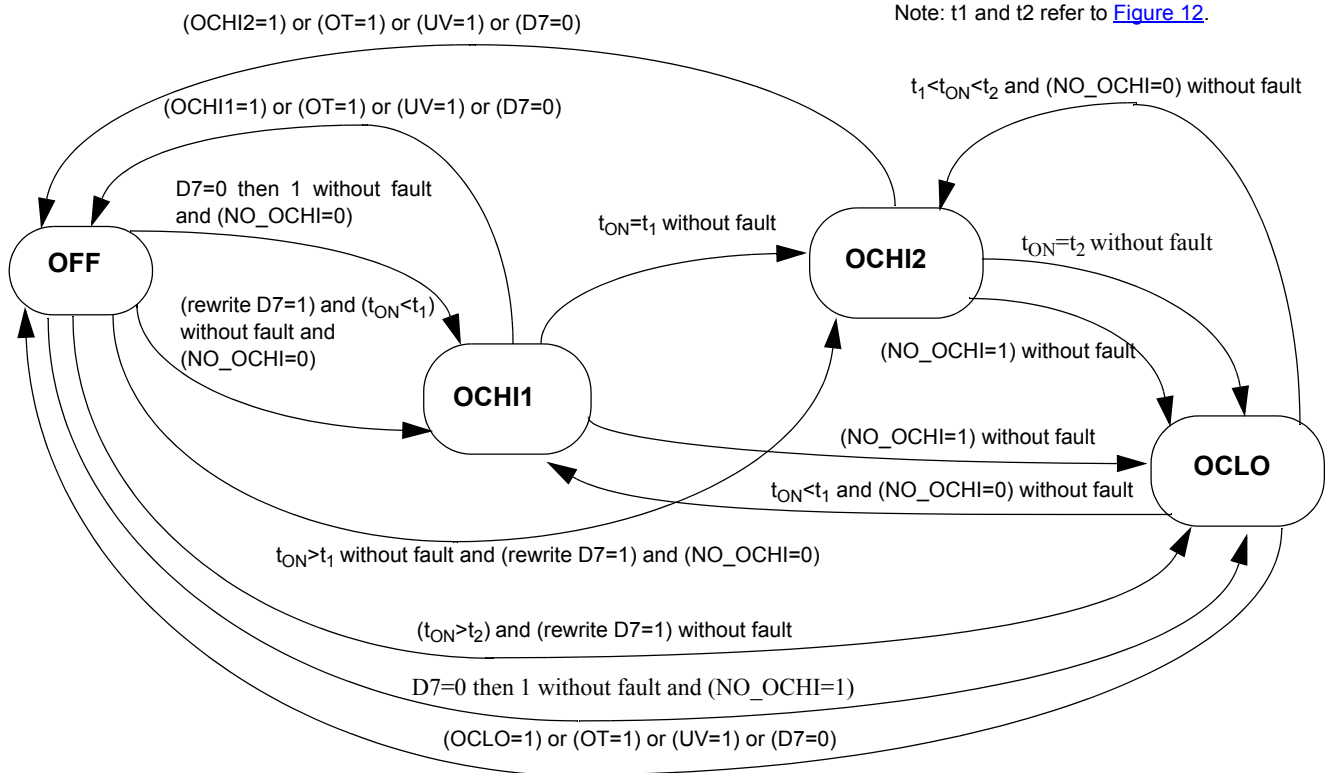 Note: t1 and t2 refer to Figure 12.
(OCHI2=1) or (OT=1) or (UV=1) or (D7=0)
t1<tON<t2 and (NO_OCHI=0) without fault
(OCHI1=1) or (OT=1) or (UV=1) or (D7=0)
D7=0 then 1 without fault
and (NO_OCHI=0)
tON=t1 without fault
OFF
OCHI2
tON=t2 without fault
(rewrite D7=1) and (tON<t1)
without fault and
(NO_OCHI=0)
(NO_OCHI=1) without fault
OCHI1
(NO_OCHI=1) without fault
OCLO
tON<t1 and (NO_OCHI=0) without fault
tON>t1 without fault and (rewrite D7=1) and (NO_OCHI=0)
(tON>t2) and (rewrite D7=1) without fault
D7=0 then 1 without fault and (NO_OCHI=1)
(OCLO=1) or (OT=1) or (UV=1) or (D7=0)